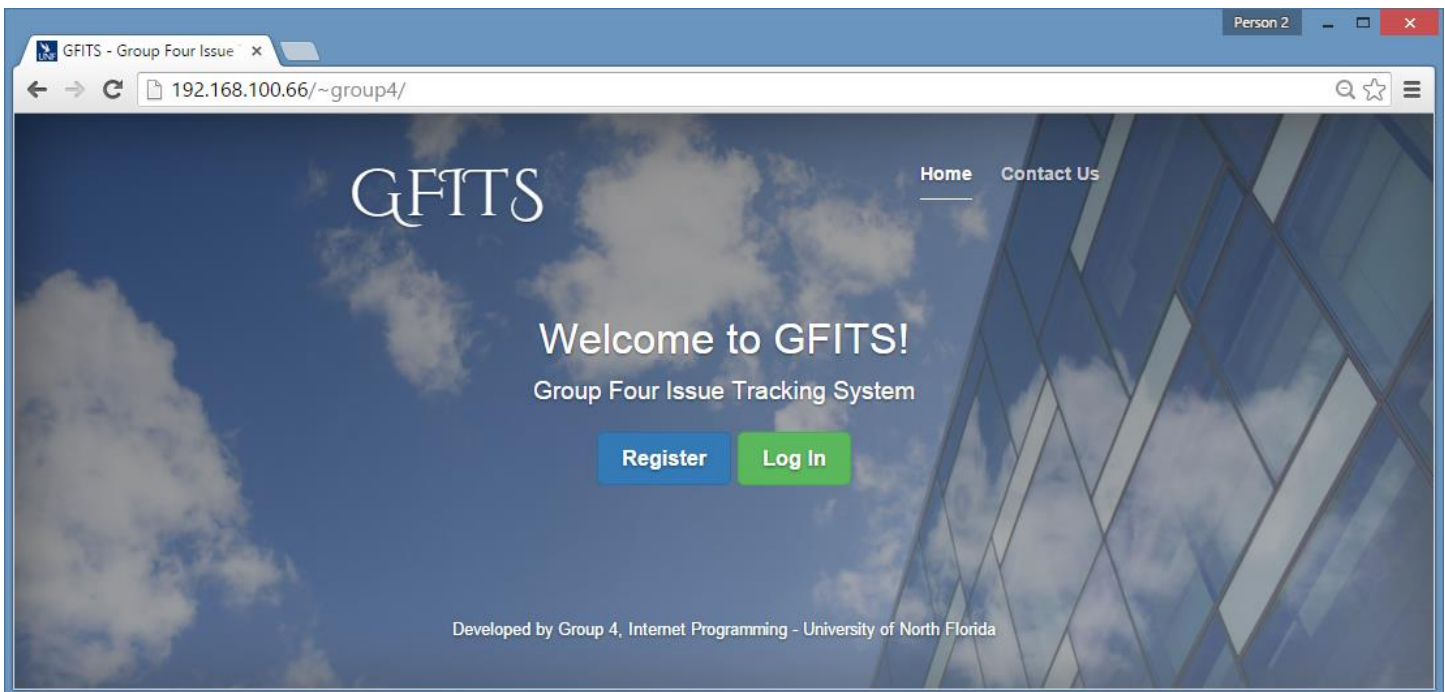 Person 2
GFITS - Group Four Issue
192.168.100.66/~group4/
GFITS
Home Contact Us
Welcome to GFITS!
Group Four Issue Tracking System
Register Log In
Developed by Group 4, Internet Programming - University of North Florida